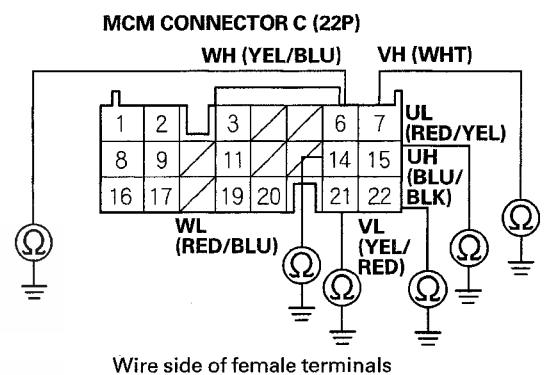 MCM CONNECTOR C (22P)
WH (YEL/BLU) VH (WHT)
1 2 3 6 7
UL
(RED/YEL)
8 9 11 14 15
UH
(BLU/
BLK)
16 17 19 20 21 22
WL
(RED/BLU)
VL
(YEL/
RED)
Ω Ω Ω Ω Ω Ω
Wire side of female terminals